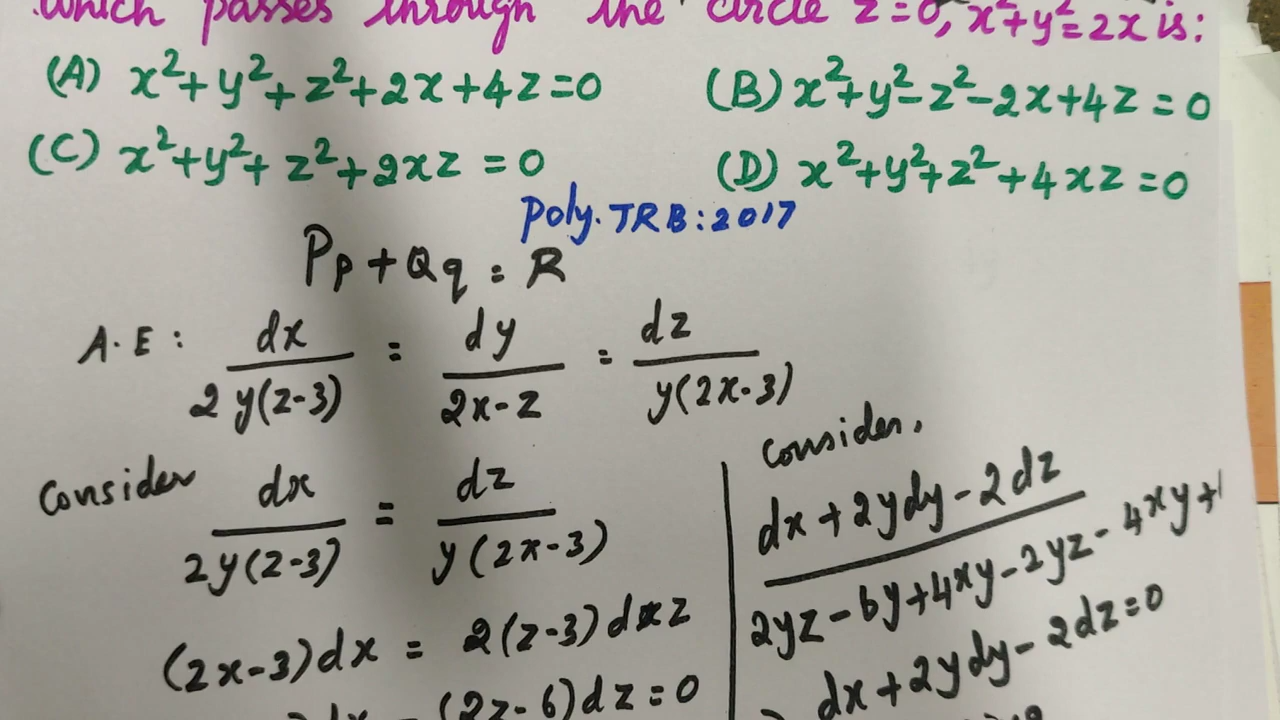 which passes through the circle z=0, x²+y²=2x is:
(A) x²+y²+z²+2x+4z=0
(B) x²+y²-z²-2x+4z=0
(C) x²+y²+z²+2xz=0
(D) x²+y²+z²+4xz=0
Poly.TRB:2017
Pp+Qq=R
A.E: dx/2y(z-3) = dy/2x-z = dz/y(2x-3)
Consider dx/2y(z-3) = dz/y(2x-3)
(2x-3)dx = 2(z-3)dz
(2z-6)dz=0
Consider,
dx+2ydy-2dz
2yz-6y+4xy-2yz-4xy+
dx+2ydy-2dz=0